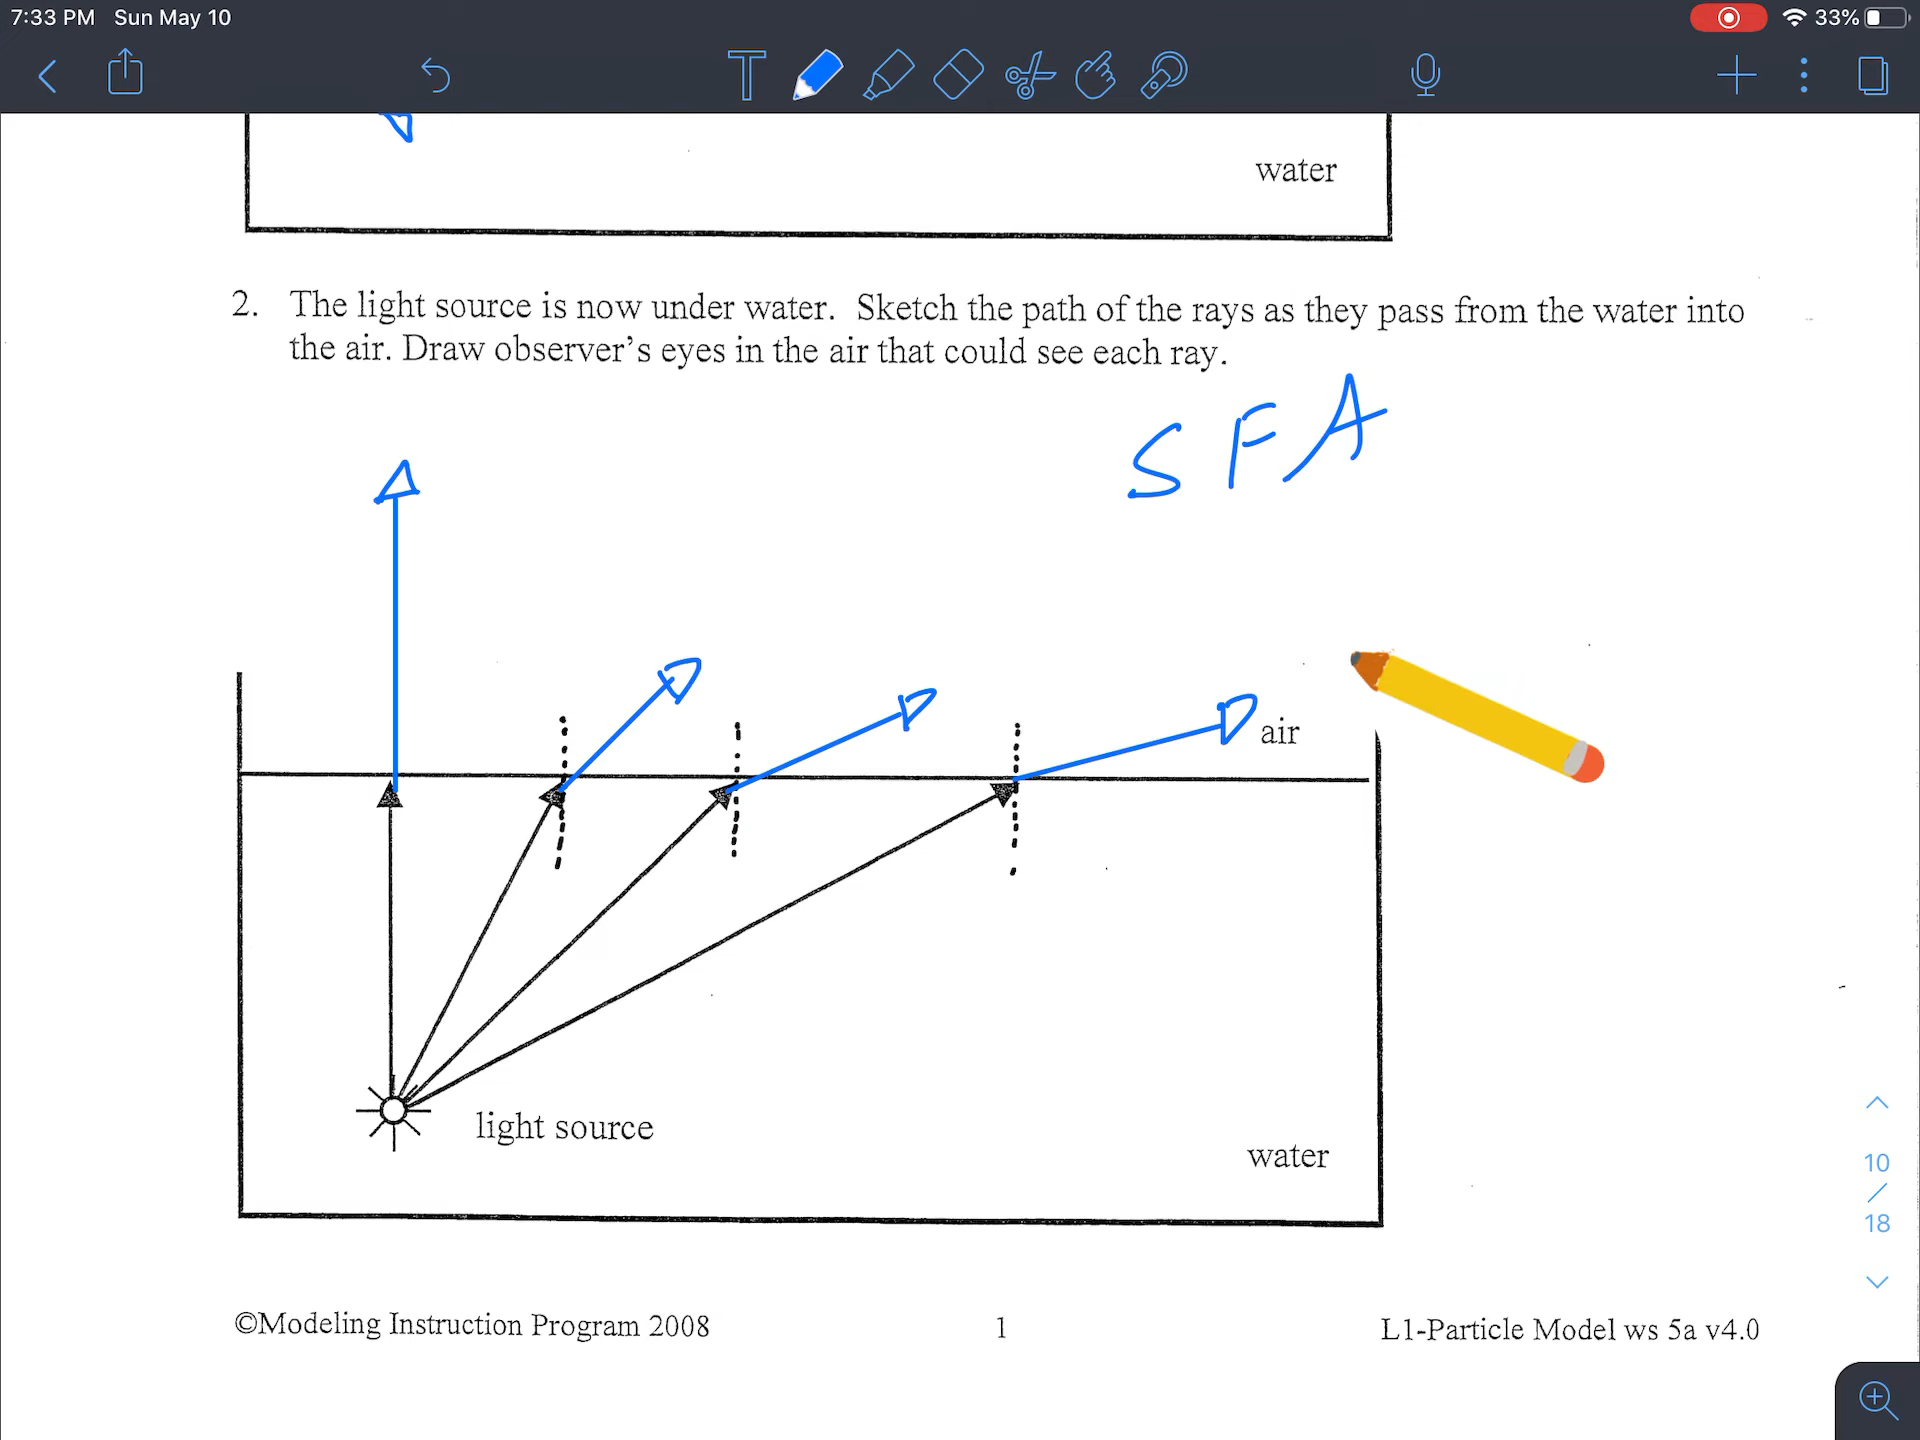 7:33 PM Sun May 10
33%
T
water
2. The light source is now under water. Sketch the path of the rays as they pass from the water into
the air. Draw observer's eyes in the air that could see each ray.
S F A
air
light source
water
10
/
18
©Modeling Instruction Program 2008 1 L1-Particle Model ws 5a v4.0